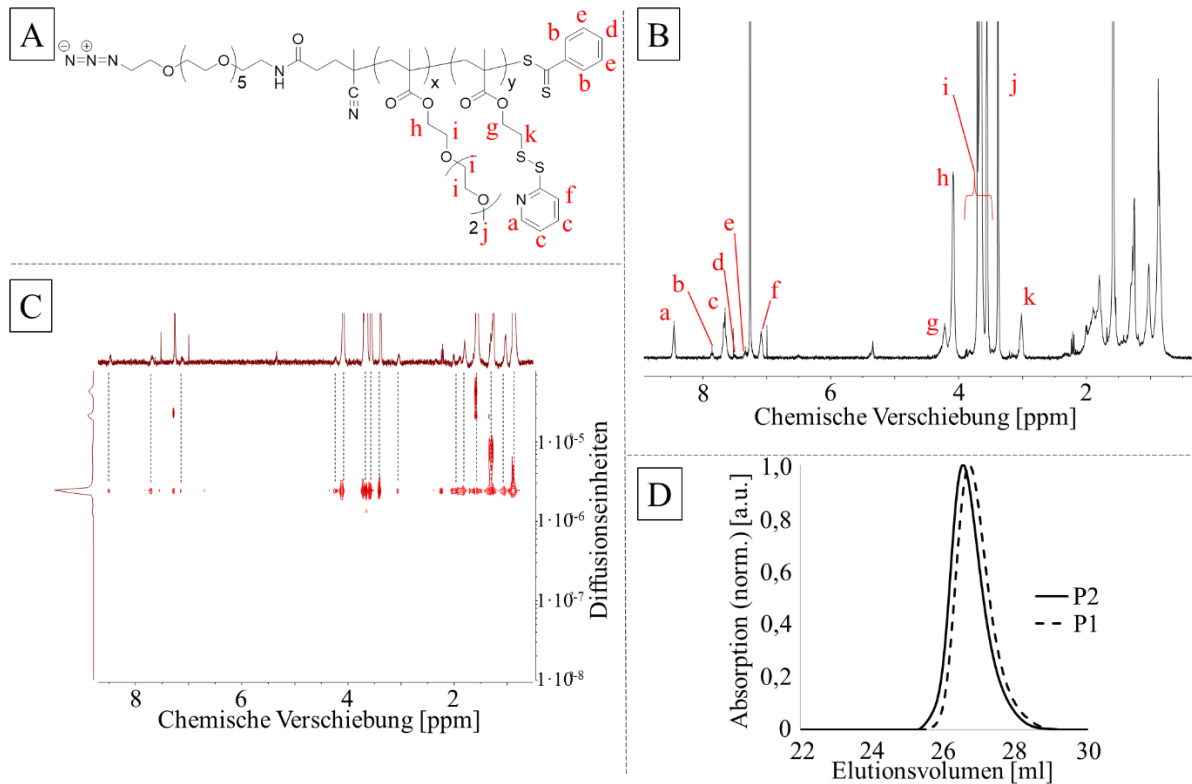 A
⊖ ⊕
N=N=N
O
O
5
N
H
O
N
x
y
O
O
O
O
S
S
b
e
d
e
b
h
i
O
i
i
O
2
j
g
k
S
S
N
f
a
c
c
B
i
j
h
e
d
b
c
a
f
g
k
8
6
4
2
Chemische Verschiebung [ppm]
C
1·10⁻⁵
1·10⁻⁶
1·10⁻⁷
1·10⁻⁸
Diffusionseinheiten
8
6
4
2
Chemische Verschiebung [ppm]
D
Absorption (norm.) [a.u.]
1,0
0,8
0,6
0,4
0,2
0
P2
P1
22
24
26
28
30
Elutionsvolumen [ml]